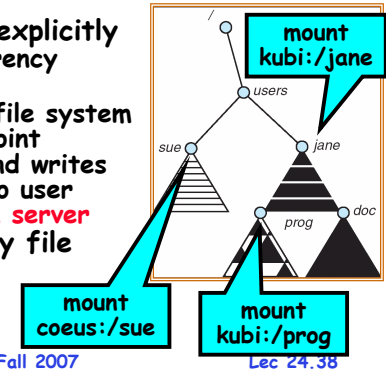 explicitly
rency
file system
oint
nd writes
o user
server
y file
/
mount
kubi:/jane
users
sue
jane
prog
doc
mount
coeus:/sue
mount
kubi:/prog
Fall 2007
Lec 24.38